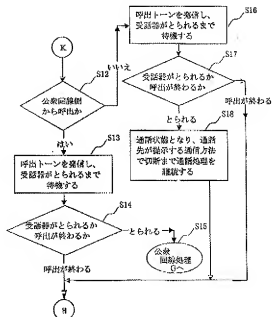 K
S12
公衆回線側
から呼出か
いいえ
はい
S13
呼出トーンを発信し、
受話器がとられるまで
待機する
S14
受話器がとられるか
呼出が終わるか
とられる
S15
公衆
回線処理
Gへ
呼出が終わる
H
S16
呼出トーンを発信し、
受話器がとられるまで
待機する
S17
受話器がとられるか
呼出が終わるか
呼出が終わる
とられる
S18
通話状態となり、通話
先が提示する通信方法
で切断まで通話処理を
継続する